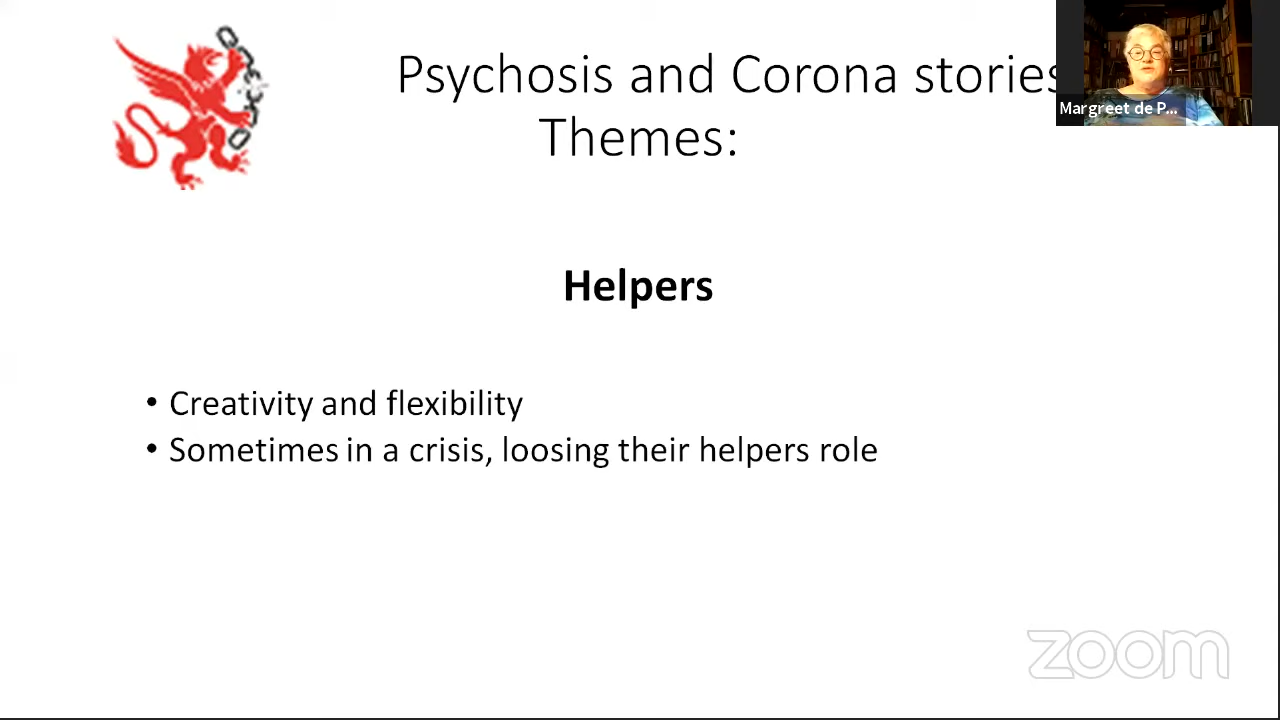 Psychosis and Corona stories
Themes:
Margreet de P...
Helpers
• Creativity and flexibility
• Sometimes in a crisis, loosing their helpers role
zoom